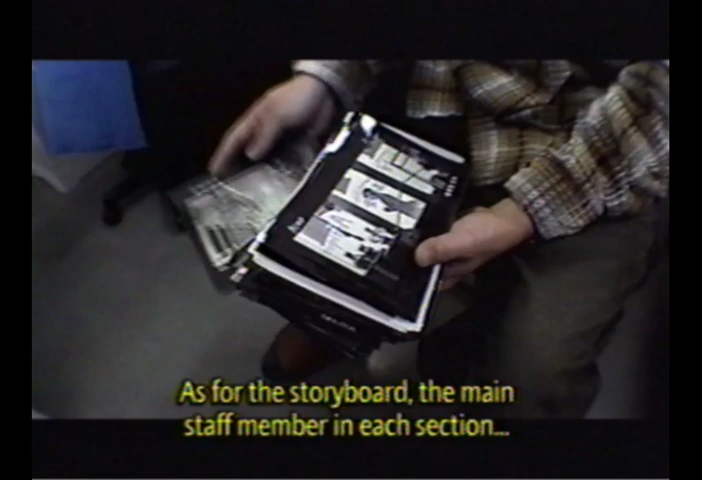 As for the storyboard, the main
staff member in each section...